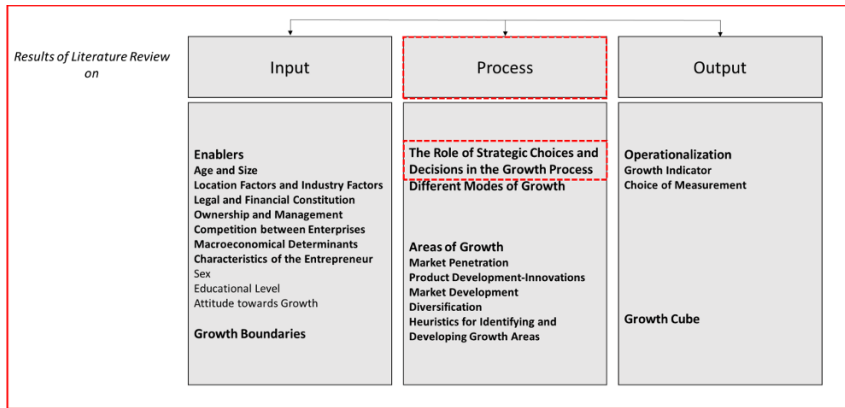 Results of Literature Review
on
Input
Process
Output
Enablers
Age and Size
Location Factors and Industry Factors
Legal and Financial Constitution
Ownership and Management
Competition between Enterprises
Macroeconomical Determinants
Characteristics of the Entrepreneur
Sex
Educational Level
Attitude towards Growth
Growth Boundaries
The Role of Strategic Choices and
Decisions in the Growth Process
Different Modes of Growth
Areas of Growth
Market Penetration
Product Development-Innovations
Market Development
Diversification
Heuristics for Identifying and
Developing Growth Areas
Operationalization
Growth Indicator
Choice of Measurement
Growth Cube